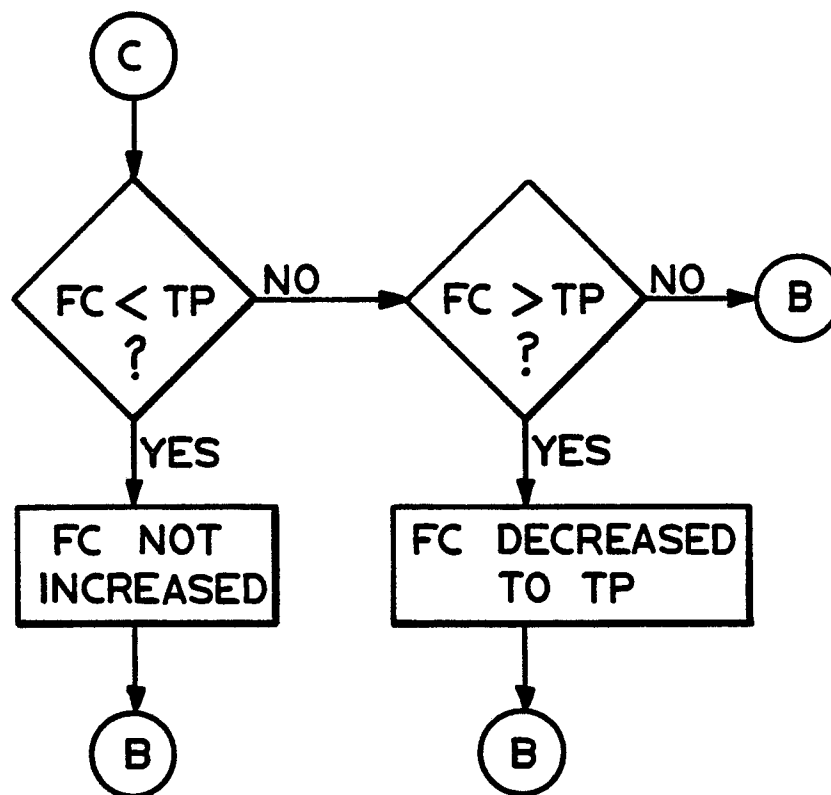 C
FC < TP
?
NO
FC > TP
?
NO
B
YES
YES
FC NOT
INCREASED
FC DECREASED
TO TP
B
B